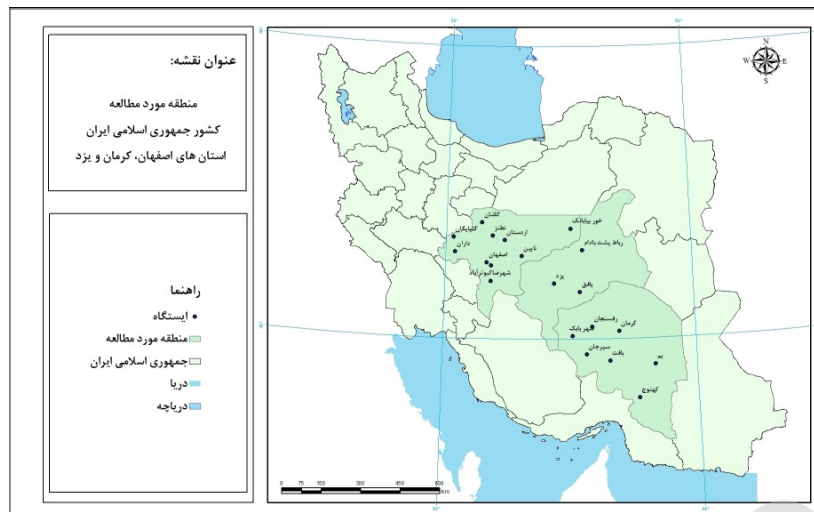 عنوان نقشه:
منطقه مورد مطالعه
کشور جمهوری اسلامی ایران
استان های اصفهان، کرمان و یزد
راهنما
ایستگاه
منطقه مورد مطالعه
جمهوری اسلامی ایران
دریا
دریاچه
N
W E
S
کاشان
خور بیابانک
گلپایگان
نطنز
اردستان
داران
نایین
رباط پشت بادام
اصفهان
شهرضا کبوترآباد
یزد
بافق
رفسنجان
شهر بابک
کرمان
سیرجان
بافت
بم
کهنوج
0 75 150 300 450 600
Km